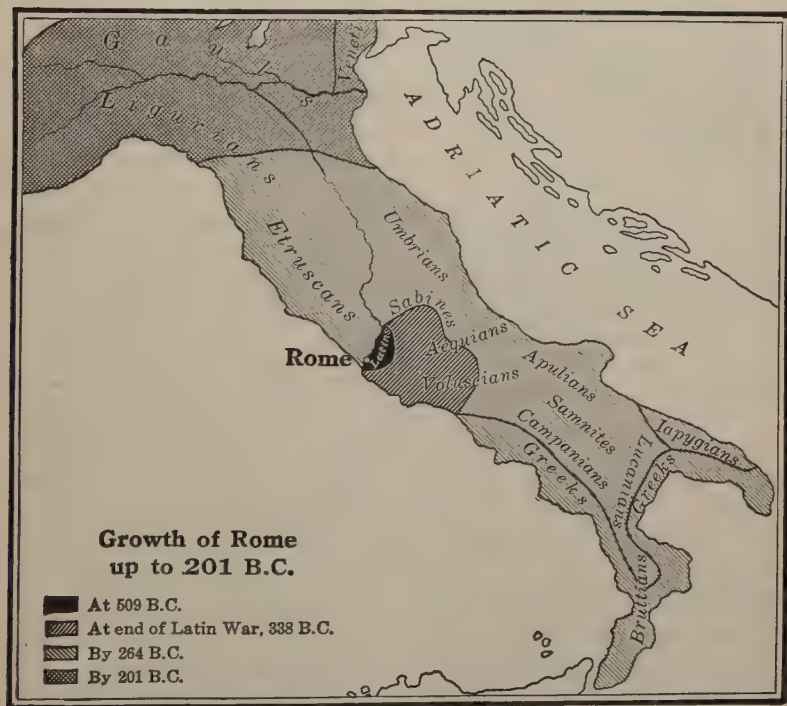 Gauls
Veneti
Ligurians
ADRIATIC SEA
Etruscans
Umbrians
Sabines
Latins
Rome
Aequians
Voluscians
Apulians
Samnites
Campanians
Greeks
Lucanians
Iapygians
Greeks
Bruttians
Growth of Rome
up to 201 B.C.
At 509 B.C.
At end of Latin War, 338 B.C.
By 264 B.C.
By 201 B.C.